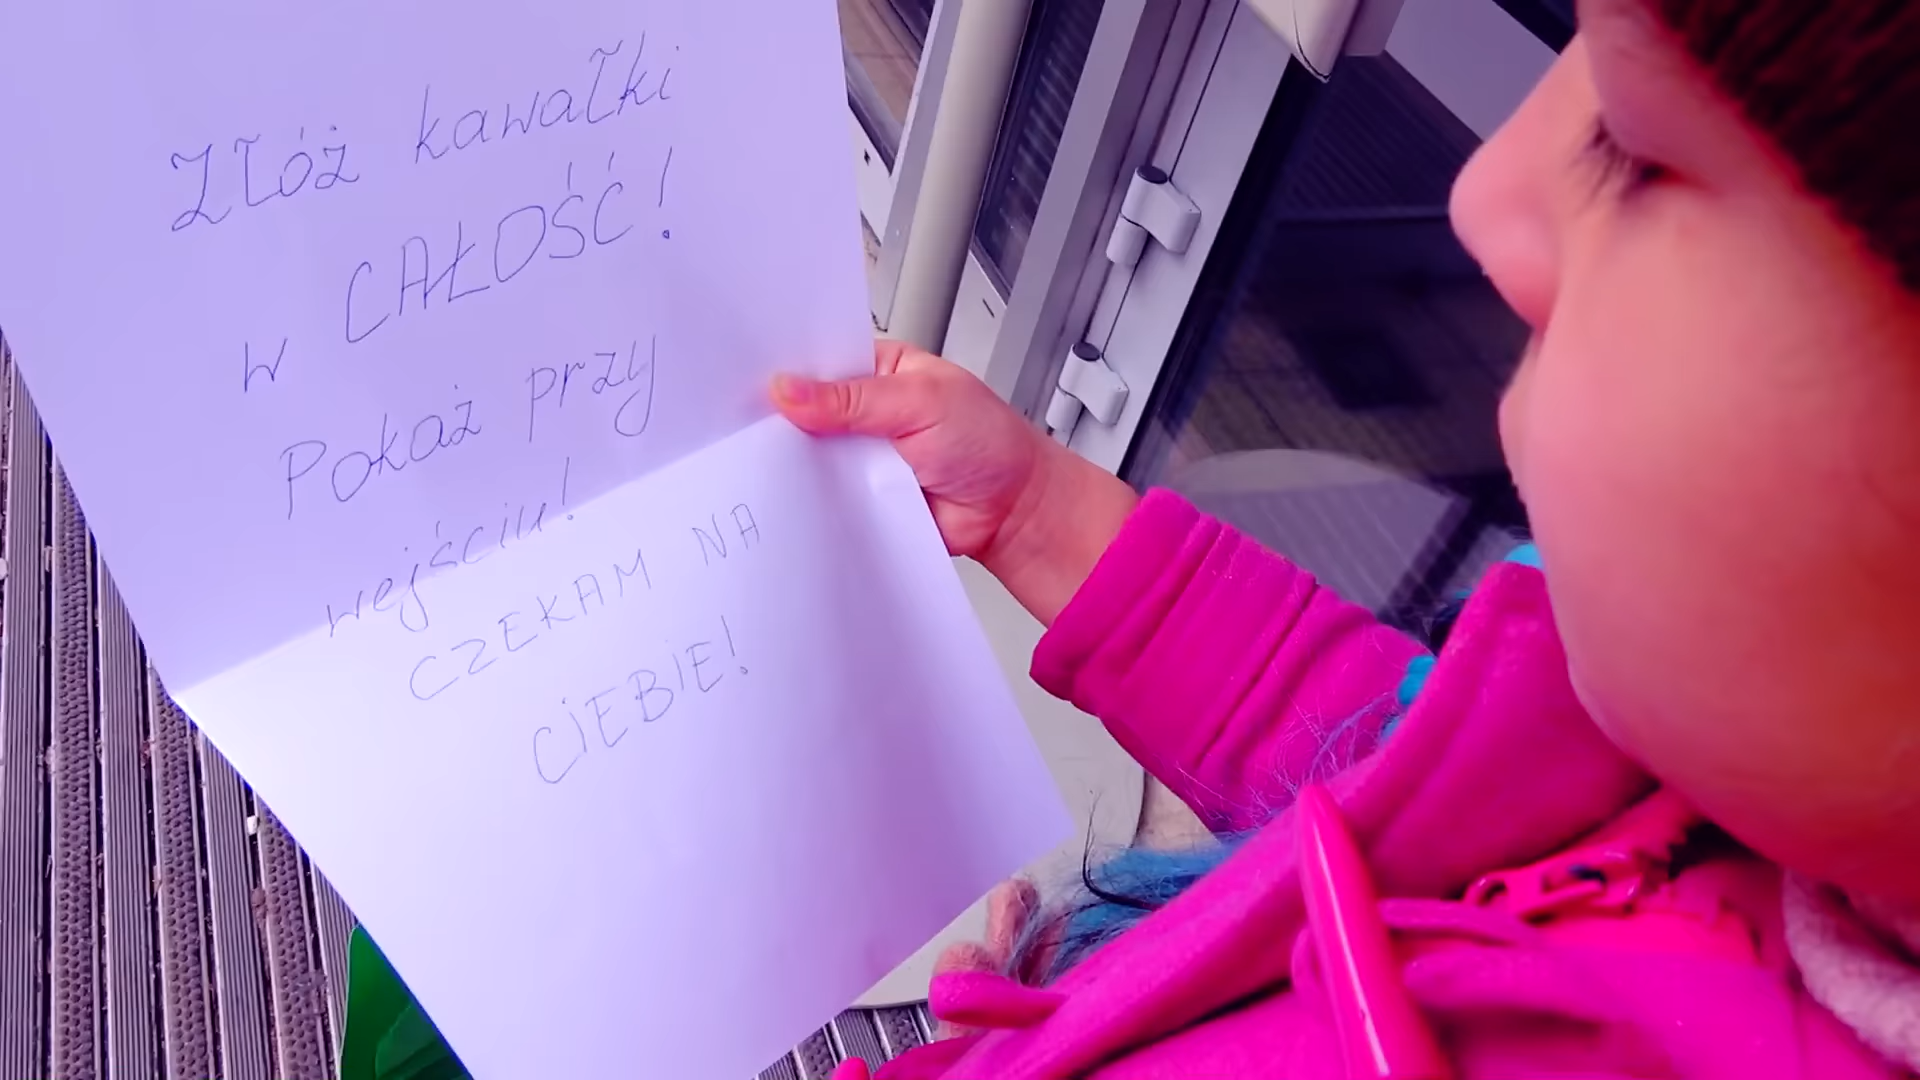 Złóż kawałki
w CAŁOŚĆ!
Pokaż przy
wejściu!
CZEKAM NA
CIEBIE!